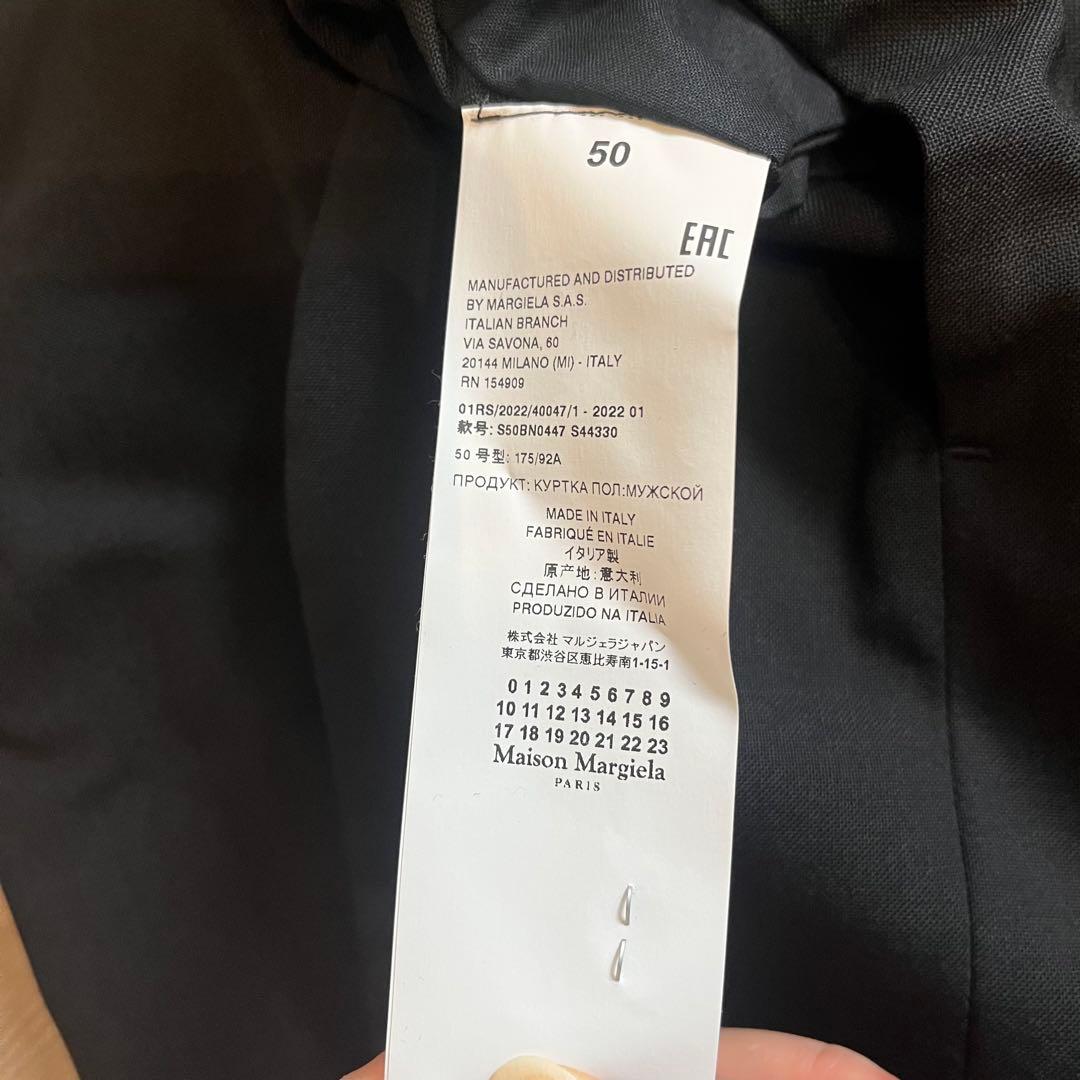 50
EAC
MANUFACTURED AND DISTRIBUTED
BY MARGIELA S.A.S.
ITALIAN BRANCH
VIA SAVONA, 60
20144 MILANO (MI) - ITALY
RN 154909
01RS/2022/40047/1 - 2022 01
款号: S50BN0447 S44330
50 号型: 175/92A
ПРОДУКТ: КУРТКА ПОЛ:МУЖСКОЙ
MADE IN ITALY
FABRIQUÉ EN ITALIE
イタリア製
原产地:意大利
СДЕЛАНО В ИТАЛИИ
PRODUZIDO NA ITALIA
株式会社 マルジェラジャパン
東京都渋谷区恵比寿南1-15-1
0 1 2 3 4 5 6 7 8 9
10 11 12 13 14 15 16
17 18 19 20 21 22 23
Maison Margiela
PARIS